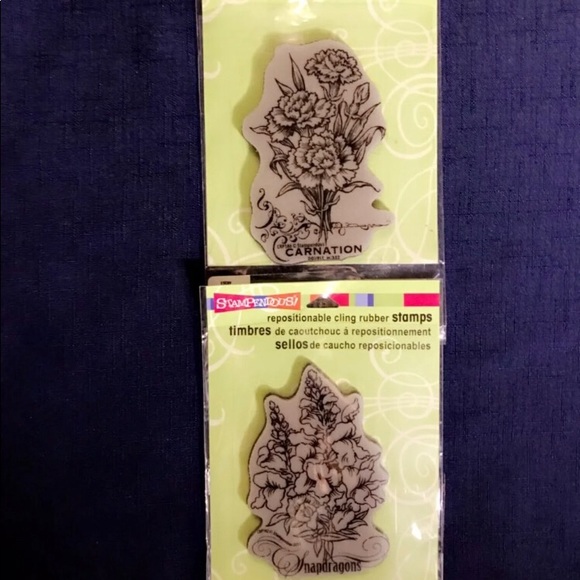 CARNATION
STAMPENDOUS!
repositionable cling rubber stamps
timbres de caoutchouc à repositionnement
sellos de caucho reposicionables
Snapdragons